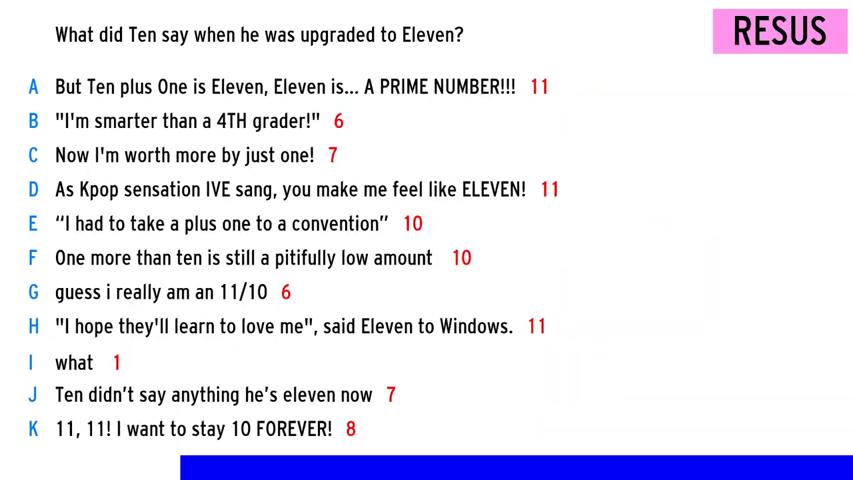 What did Ten say when he was upgraded to Eleven?
RESUS
A But Ten plus One is Eleven, Eleven is... A PRIME NUMBER!!! 11
B "I'm smarter than a 4TH grader!" 6
C Now I'm worth more by just one! 7
D As Kpop sensation IVE sang, you make me feel like ELEVEN! 11
E “I had to take a plus one to a convention” 10
F One more than ten is still a pitifully low amount 10
G guess i really am an 11/10 6
H "I hope they'll learn to love me", said Eleven to Windows. 11
I what 1
J Ten didn’t say anything he’s eleven now 7
K 11, 11! I want to stay 10 FOREVER! 8